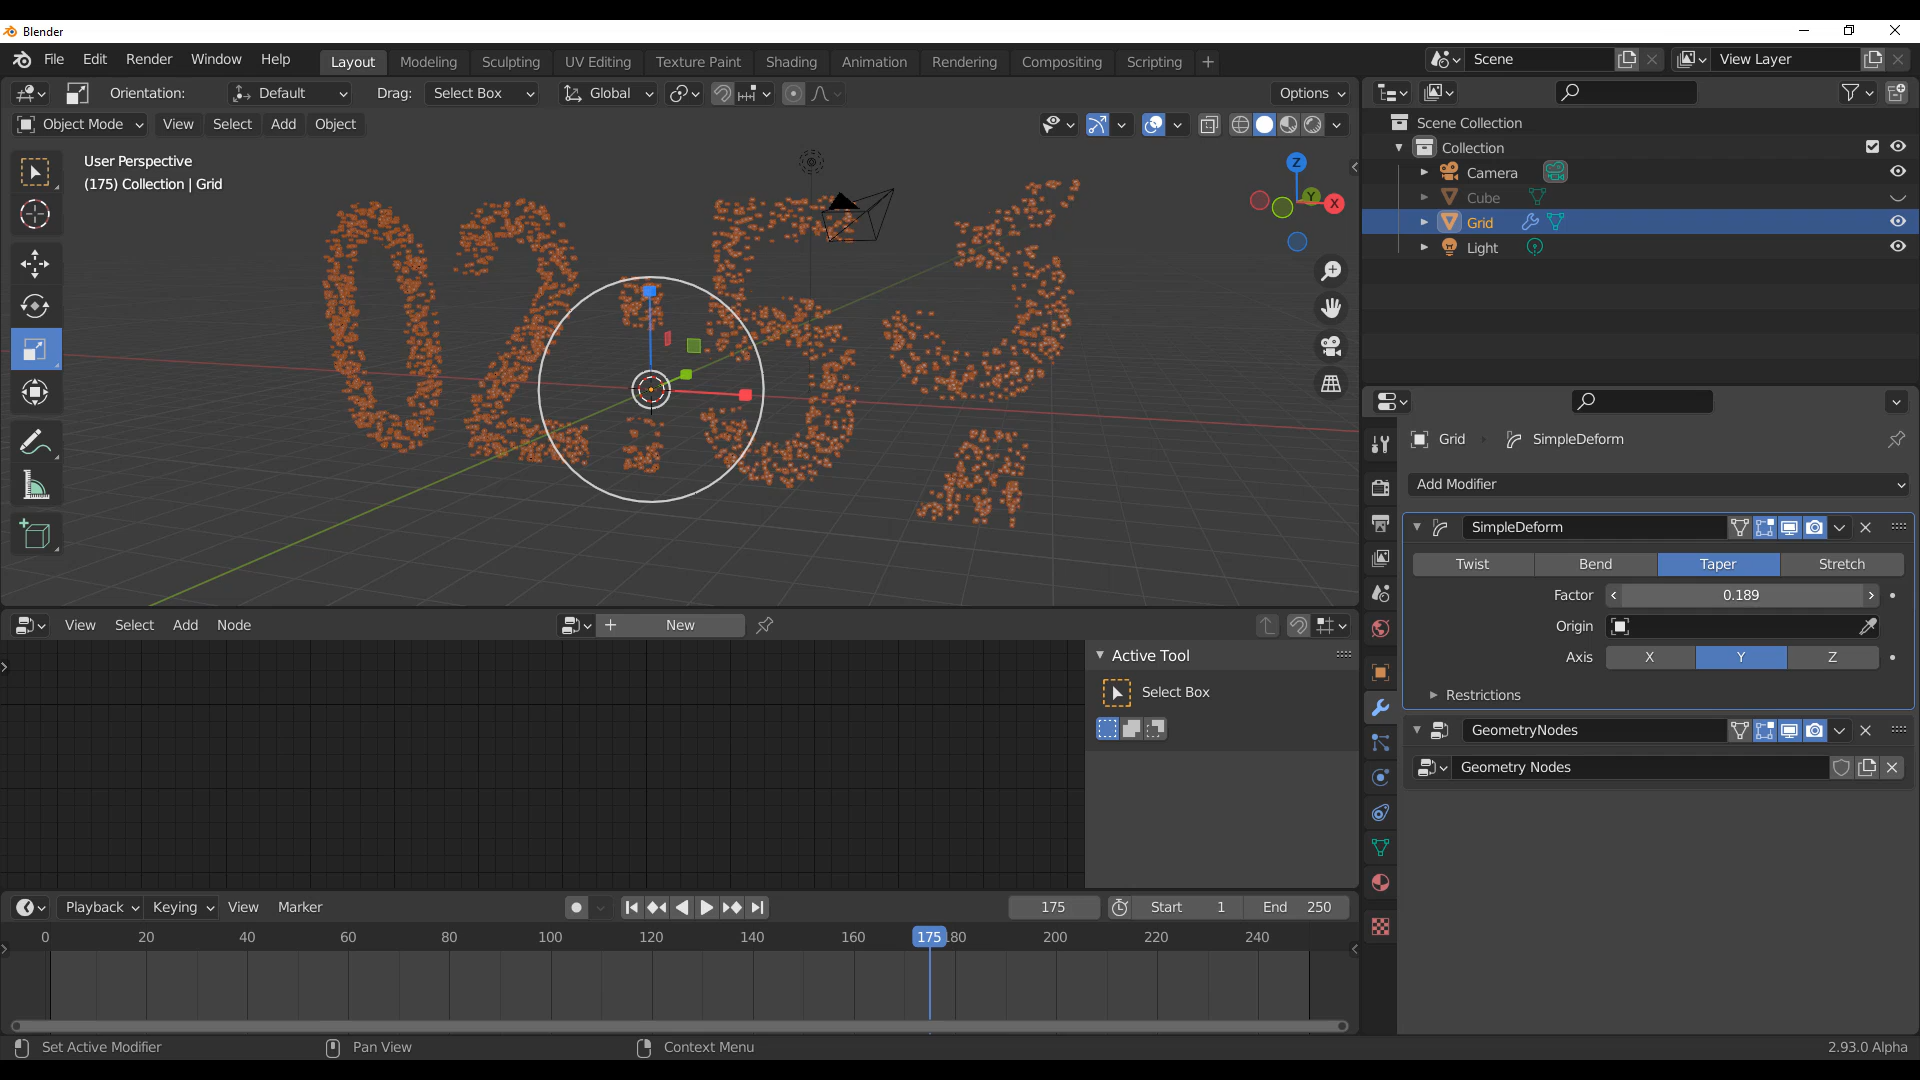 Blender
File Edit Render Window Help Layout Modeling Sculpting UV Editing Texture Paint Shading Animation Rendering Compositing Scripting + Scene View Layer
Orientation: Default Drag: Select Box Global Options
Object Mode View Select Add Object
User Perspective
(175) Collection | Grid
Z
Y
X
Scene Collection
Collection
Camera
Cube
Grid
Light
Grid SimpleDeform
Add Modifier
SimpleDeform
Twist Bend Taper Stretch
Factor 0.189
Origin
Axis X Y Z
Restrictions
GeometryNodes
Geometry Nodes
View Select Add Node + New
Active Tool
Select Box
Playback Keying View Marker 175 Start 1 End 250
0 20 40 60 80 100 120 140 160 175 180 200 220 240
Set Active Modifier Pan View Context Menu 2.93.0 Alpha